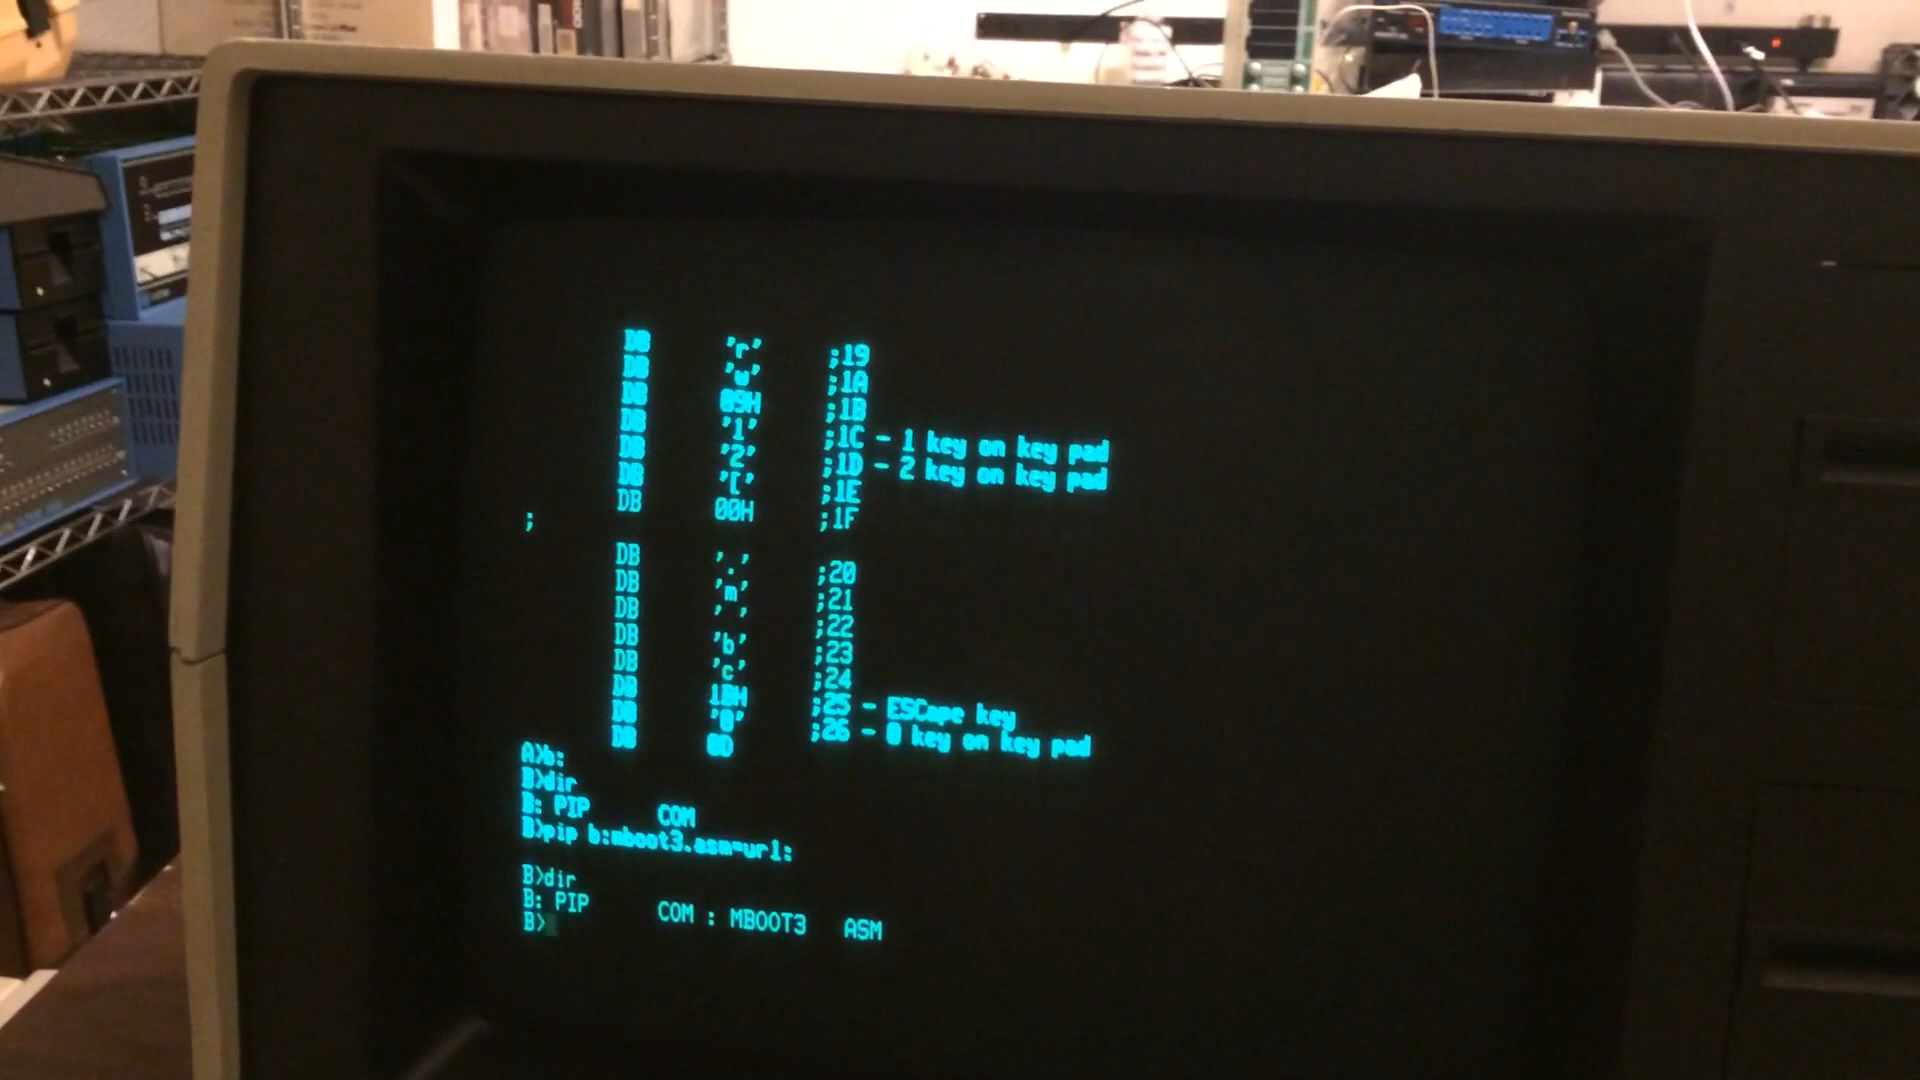 DB 'r' ;19
DB 'w' ;1A
DB 09H ;1B
DB '1' ;1C - 1 key on key pad
DB '2' ;1D - 2 key on key pad
DB '[' ;1E
DB 00H ;1F
;
DB '.' ;20
DB 'm' ;21
DB ' ' ;22
DB 'b' ;23
DB 'c' ;24
DB 1BH ;25 - ESCape key
DB '0' ;26 - 0 key on key pad
DB 0D
A>b:
B>dir
B: PIP COM
B>pip b:mboot3.asm=ur1:
B>dir
B: PIP COM : MBOOT3 ASM
B>